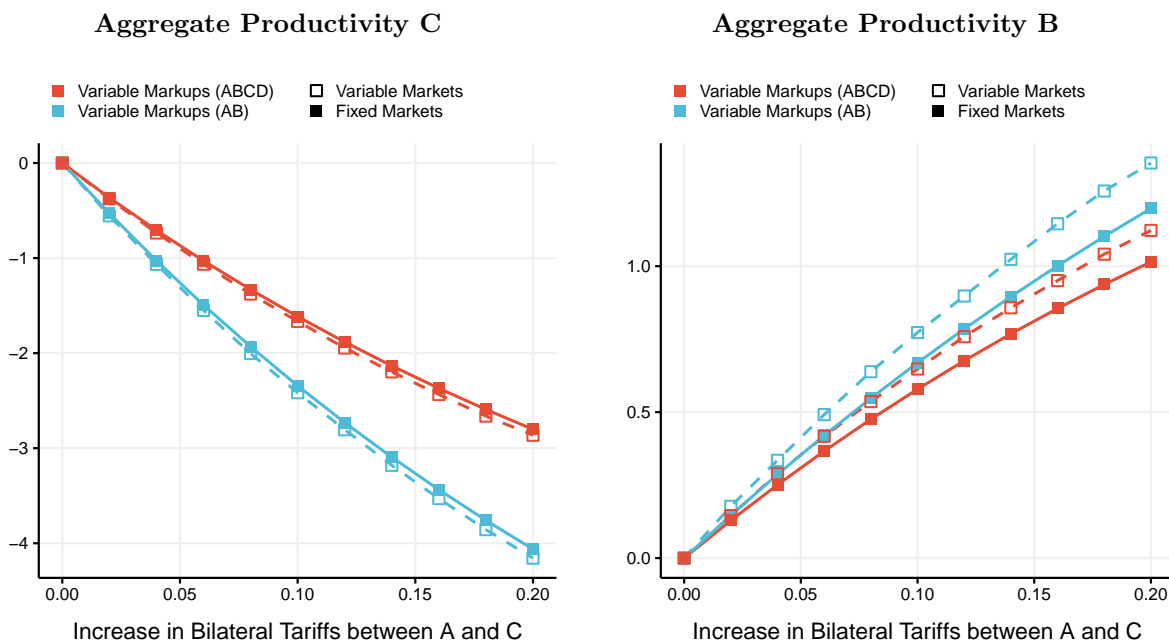 Aggregate Productivity C
Variable Markups (ABCD)
Variable Markups (AB)
Variable Markets
Fixed Markets
0
−1
−2
−3
−4
0.00 0.05 0.10 0.15 0.20
Increase in Bilateral Tariffs between A and C
Aggregate Productivity B
Variable Markups (ABCD)
Variable Markups (AB)
Variable Markets
Fixed Markets
1.0
0.5
0.0
0.00 0.05 0.10 0.15 0.20
Increase in Bilateral Tariffs between A and C